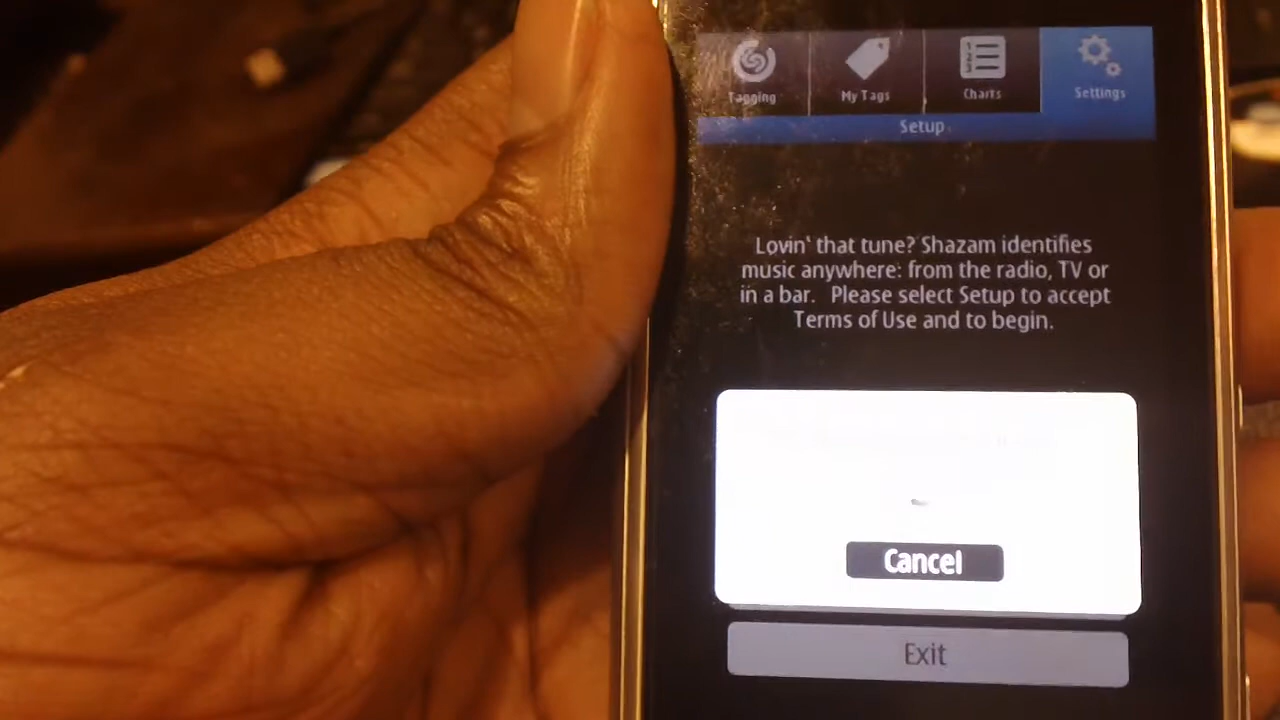 Tagging
My Tags
Charts
Settings
Setup
Lovin' that tune? Shazam identifies
music anywhere: from the radio, TV or
in a bar. Please select Setup to accept
Terms of Use and to begin.
Cancel
Exit